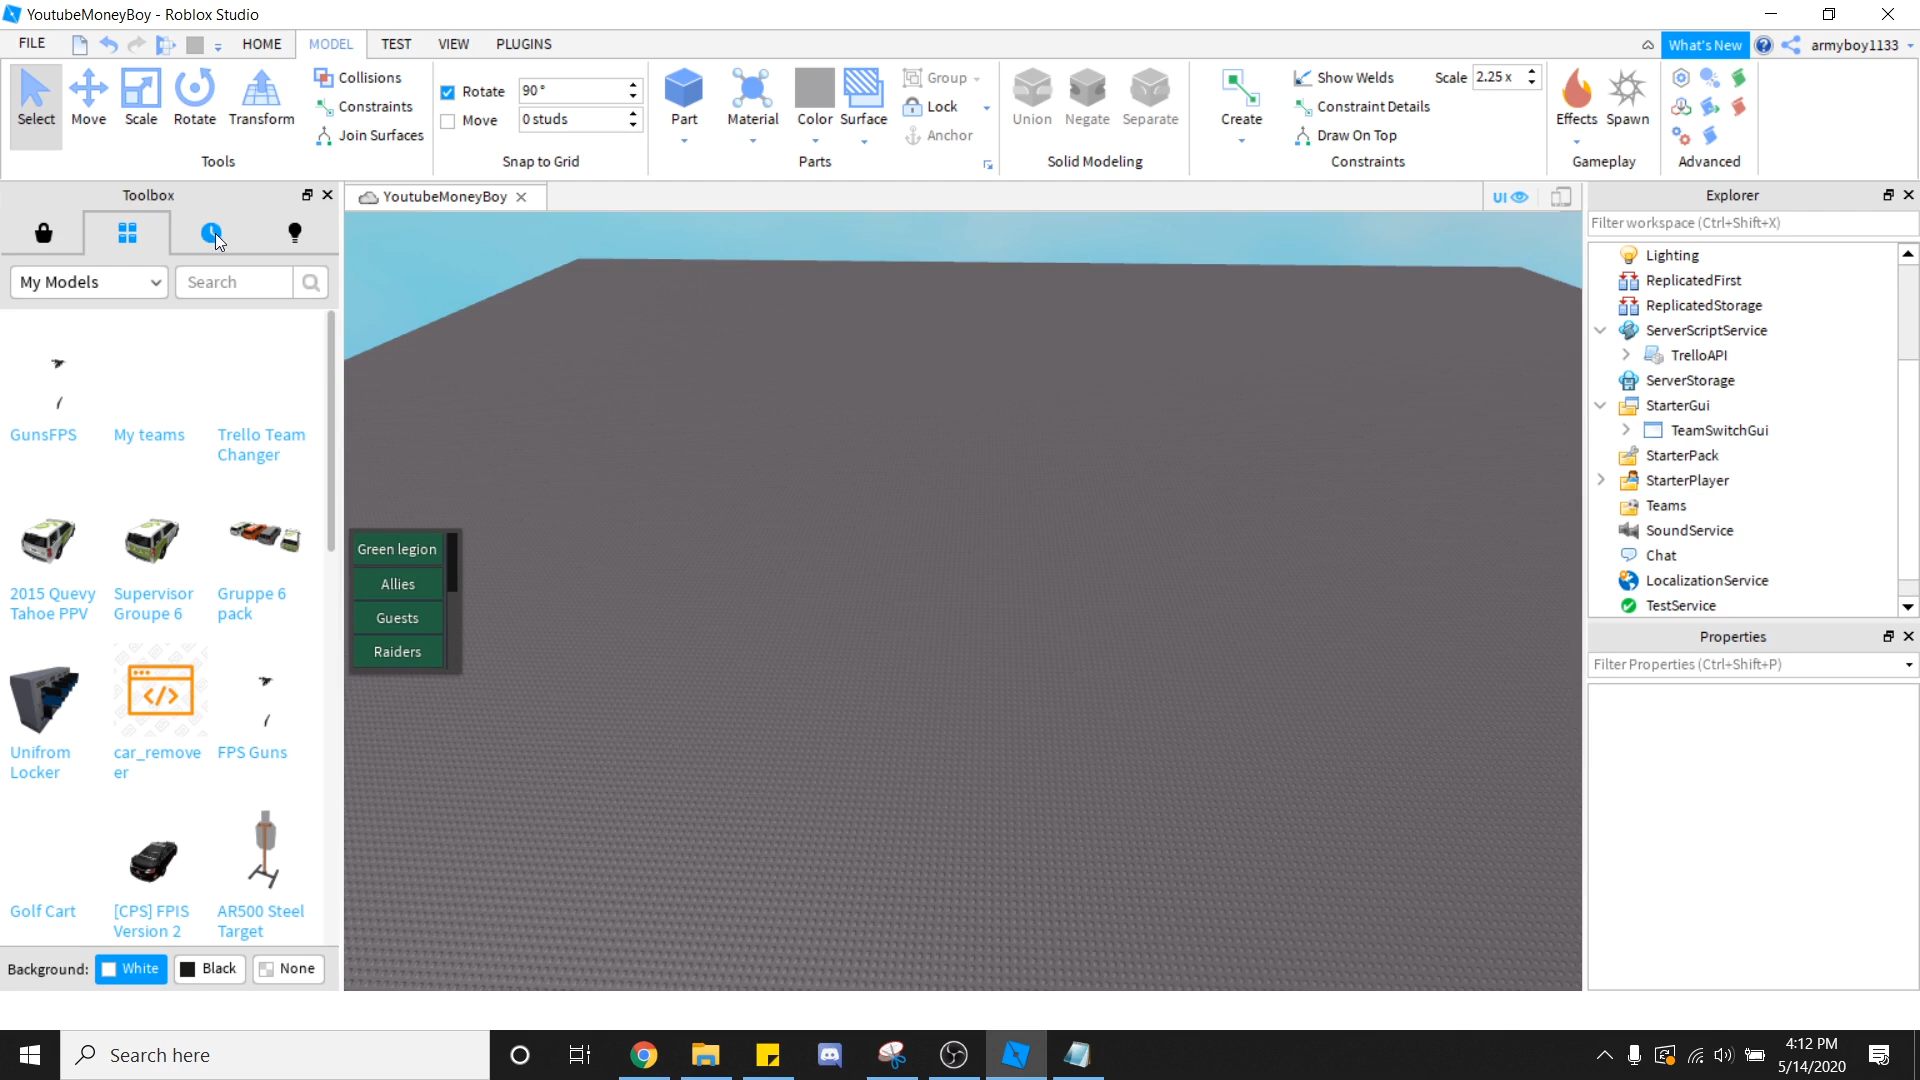 YoutubeMoneyBoy - Roblox Studio
FILE HOME MODEL TEST VIEW PLUGINS What's New armyboy1133
Select Move Scale Rotate Transform
Collisions
Constraints
Join Surfaces
Tools
Rotate 90 °
Move 0 studs
Snap to Grid
Part Material Color Surface
Group
Lock
Anchor
Parts
Union Negate Separate
Solid Modeling
Create
Show Welds Scale 2.25 x
Constraint Details
Draw On Top
Constraints
Effects Spawn
Gameplay
Advanced
Toolbox
My Models Search
GunsFPS
My teams
Trello Team
Changer
2015 Quevy
Tahoe PPV
Supervisor
Groupe 6
Gruppe 6
pack
Unifrom
Locker
car_remove
er
FPS Guns
Golf Cart
[CPS] FPIS
Version 2
AR500 Steel
Target
Background: White Black None
YoutubeMoneyBoy
UI
Green legion
Allies
Guests
Raiders
Explorer
Filter workspace (Ctrl+Shift+X)
Lighting
ReplicatedFirst
ReplicatedStorage
ServerScriptService
TrelloAPI
ServerStorage
StarterGui
TeamSwitchGui
StarterPack
StarterPlayer
Teams
SoundService
Chat
LocalizationService
TestService
Properties
Filter Properties (Ctrl+Shift+P)
Search here
4:12 PM
5/14/2020